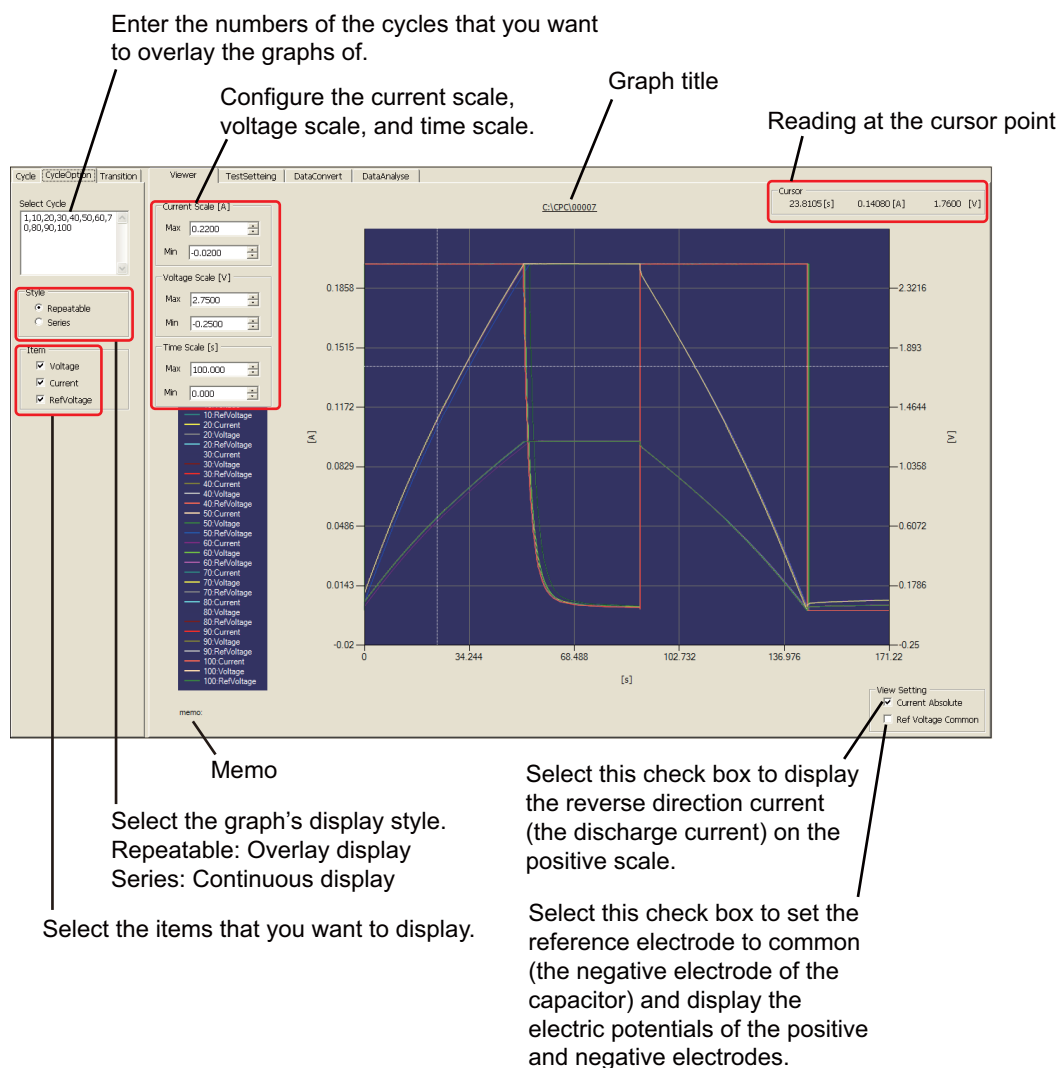 Enter the numbers of the cycles that you want
to overlay the graphs of.
Configure the current scale,
voltage scale, and time scale.
Graph title
Reading at the cursor point
Cycle CycleOption Transition
Viewer TestSetteing DataConvert DataAnalyse
Select Cycle
1,10,20,30,40,50,60,7
0,80,90,100
Style
Repeatable
Series
Item
Voltage
Current
RefVoltage
Current Scale [A]
Max 0.2200
Min -0.0200
Voltage Scale [V]
Max 2.7500
Min -0.2500
Time Scale [s]
Max 100.000
Min 0.000
10:RefVoltage
20:Current
20:Voltage
20:RefVoltage
30:Current
30:Voltage
30:RefVoltage
40:Current
40:Voltage
40:RefVoltage
50:Current
50:Voltage
50:RefVoltage
60:Current
60:Voltage
60:RefVoltage
70:Current
70:Voltage
70:RefVoltage
80:Current
80:Voltage
80:RefVoltage
90:Current
90:Voltage
90:RefVoltage
100:Current
100:Voltage
100:RefVoltage
memo:
C:\CPC\00007
Cursor
23.8105 [s] 0.14080 [A] 1.7600 [V]
0.1858
0.1515
0.1172
0.0829
0.0486
0.0143
-0.02
[A]
2.3216
1.893
1.4644
1.0358
0.6072
0.1786
-0.25
[V]
0 34.244 68.488 102.732 136.976 171.22
[s]
View Setting
Current Absolute
Ref Voltage Common
Memo
Select the graph's display style.
Repeatable: Overlay display
Series: Continuous display
Select the items that you want to display.
Select this check box to display
the reverse direction current
(the discharge current) on the
positive scale.
Select this check box to set the
reference electrode to common
(the negative electrode of the
capacitor) and display the
electric potentials of the positive
and negative electrodes.